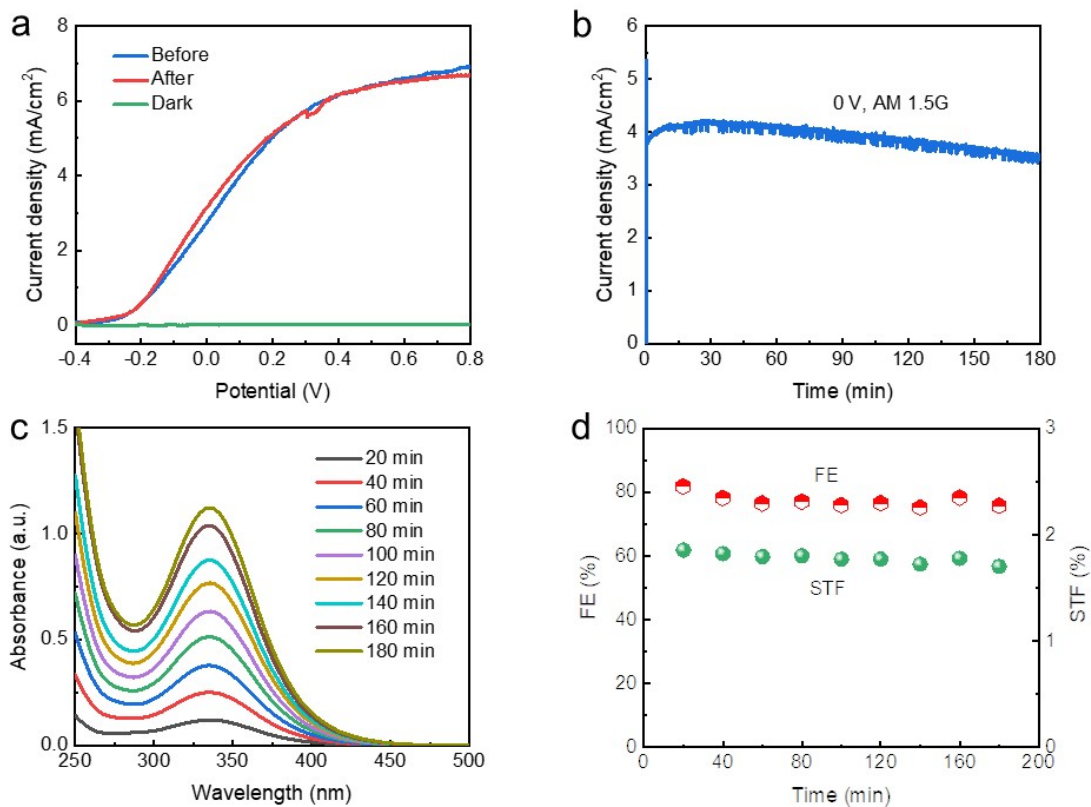 a
Before
After
Dark
Current density (mA/cm²)
8
6
4
2
0
-0.4 -0.2 0.0 0.2 0.4 0.6 0.8
Potential (V)
b
0 V, AM 1.5G
Current density (mA/cm²)
6
5
4
3
2
1
0
0 30 60 90 120 150 180
Time (min)
c
20 min
40 min
60 min
80 min
100 min
120 min
140 min
160 min
180 min
Absorbance (a.u.)
1.5
1.0
0.5
0.0
250 300 350 400 450 500
Wavelength (nm)
d
FE
STF
FE (%)
100
80
60
40
20
0
STF (%)
3
2
1
0
0 40 80 120 160 200
Time (min)